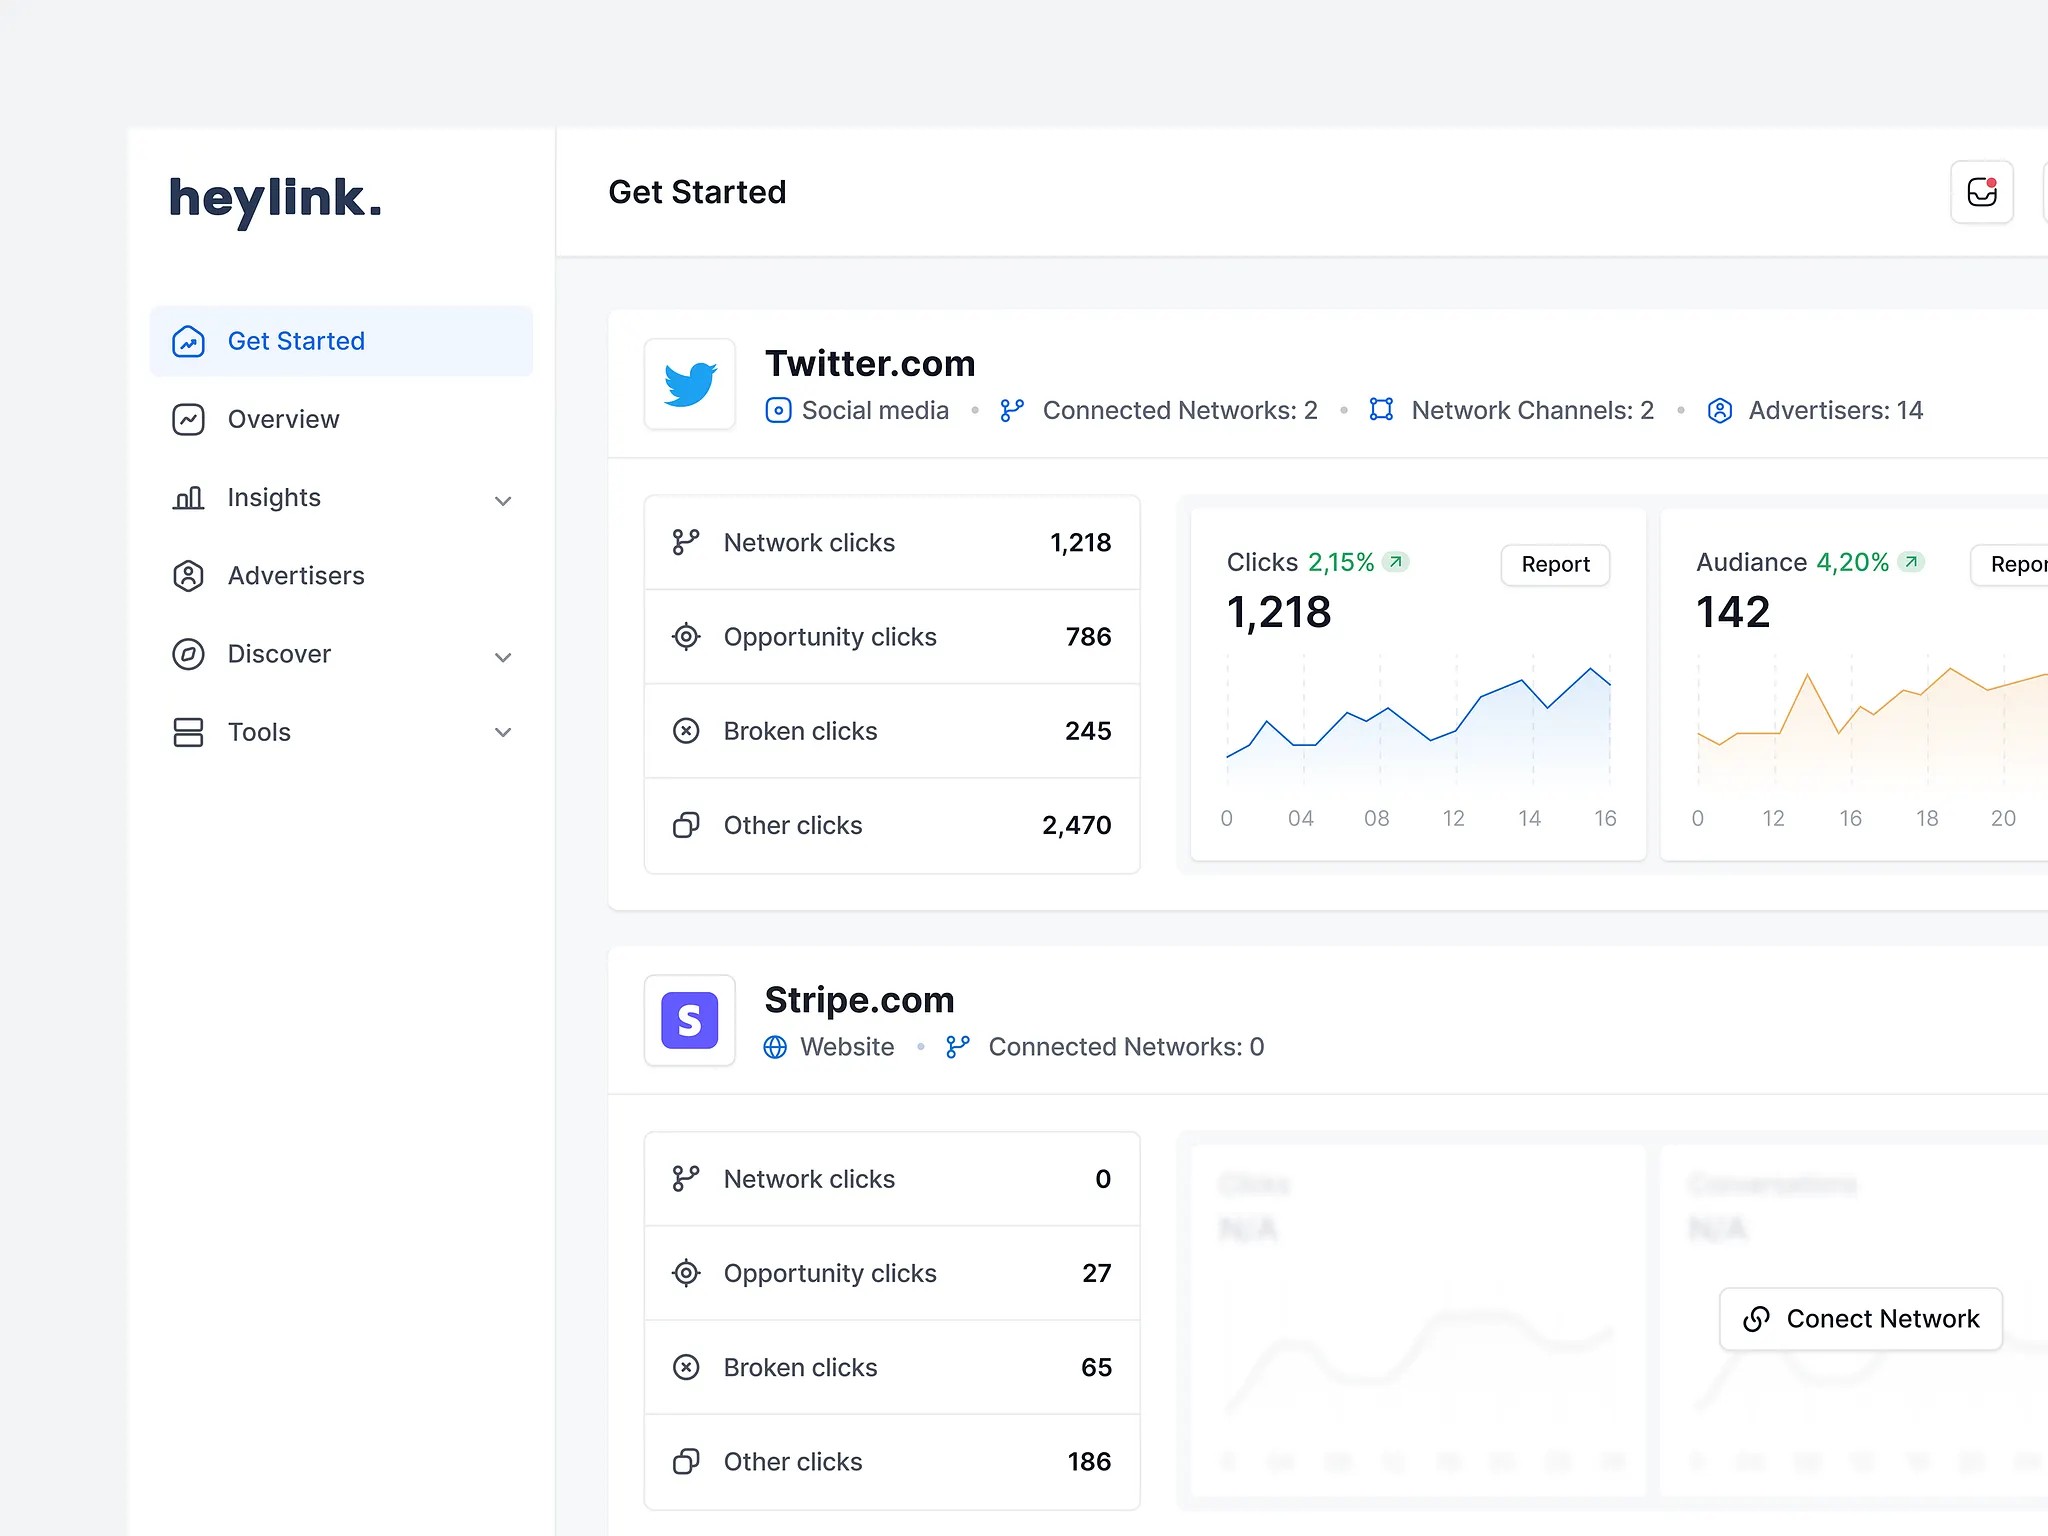 heylink.
Get Started
Get Started
Overview
Insights
Advertisers
Discover
Tools
Twitter.com
Social media • Connected Networks: 2 • Network Channels: 2 • Advertisers: 14
Network clicks 1,218
Opportunity clicks 786
Broken clicks 245
Other clicks 2,470
Clicks 2,15% Report
1,218
0 04 08 12 14 16
Audiance 4,20% Repor
142
0 12 16 18 20
S
Stripe.com
Website • Connected Networks: 0
Network clicks 0
Opportunity clicks 27
Broken clicks 65
Other clicks 186
Clicks
N/A
Conversations
N/A
Conect Network